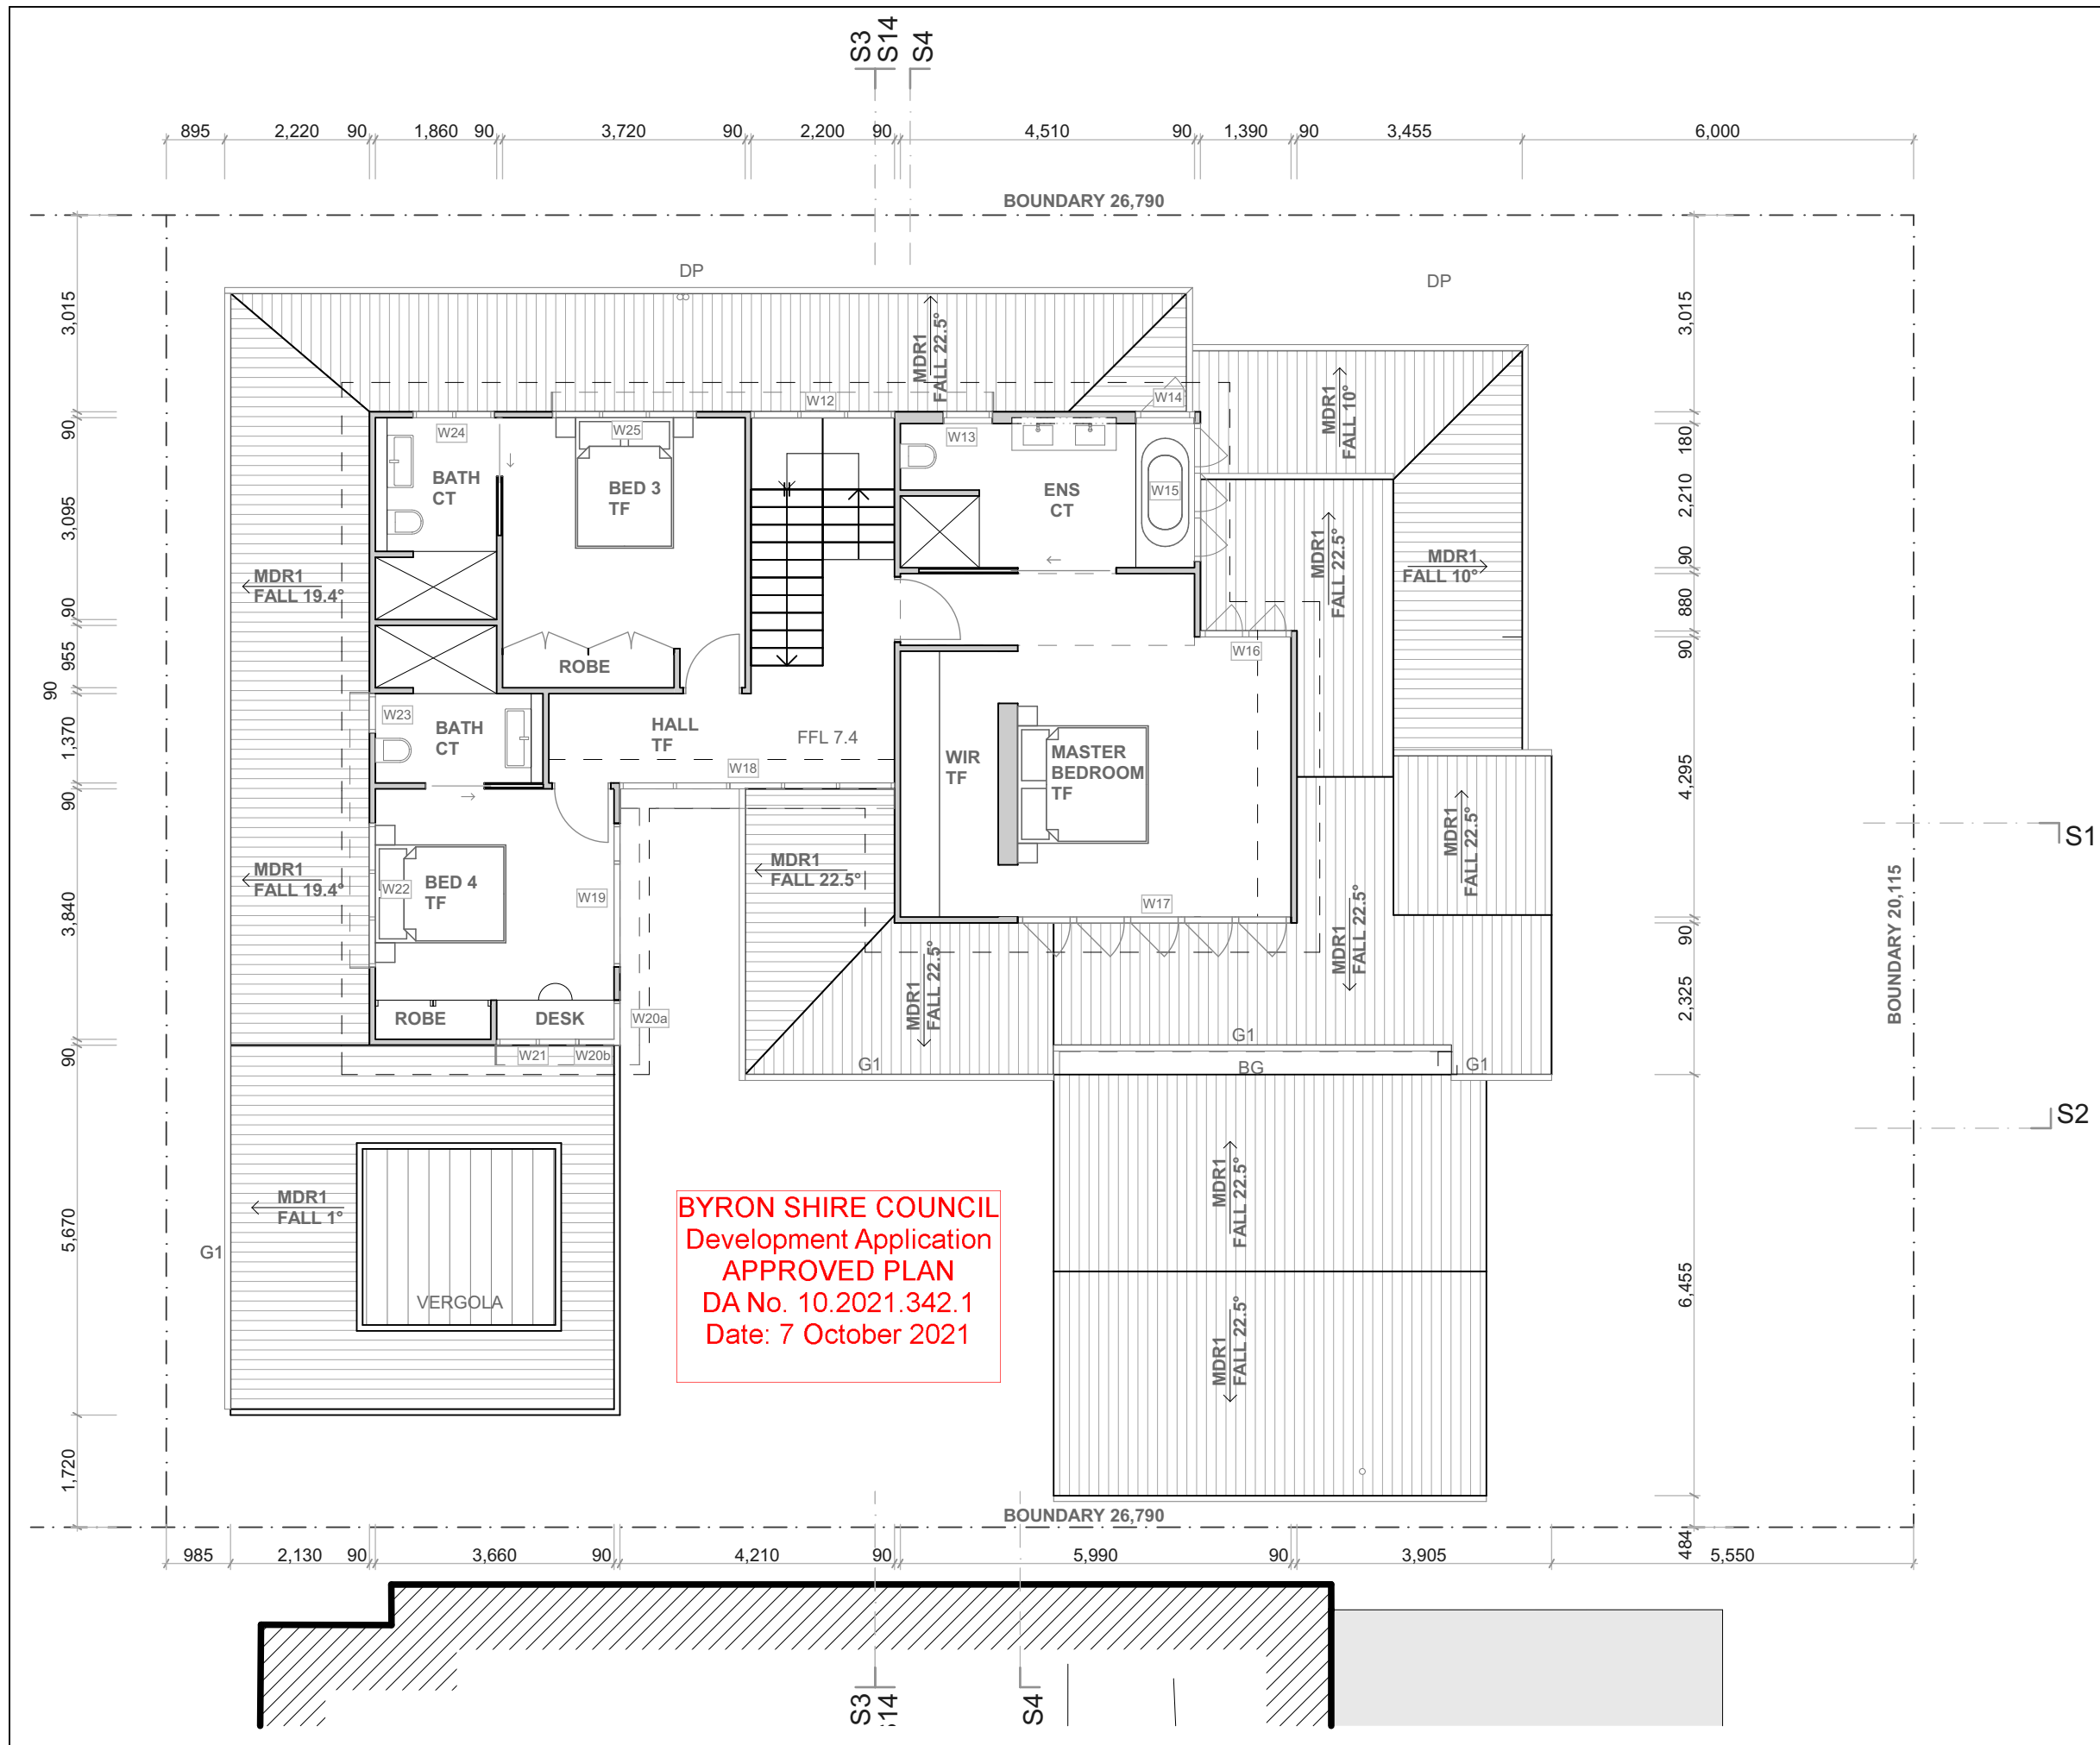 S3
S14
S4
895 2,220 90 1,860 90 3,720 90 2,200 90 4,510 90 1,390 90 3,455 6,000
BOUNDARY 26,790
DP
DP
3,015
90
3,095
90
955
90
1,370
90
3,840
90
5,670
1,720
3,015
180
2,210
90
880
90
4,295
90
2,325
6,455
484
MDR1
FALL 22.5°
MDR1
FALL 10°
W12
W14
W24
W25
W13
BATH
CT
BED 3
TF
ENS
CT
W15
MDR1
FALL 22.5°
MDR1
FALL 10°
MDR1
FALL 19.4°
ROBE
W16
W23
BATH
CT
HALL
TF
FFL 7.4
W18
WIR
TF
MASTER
BEDROOM
TF
MDR1
FALL 22.5°
S1
MDR1
FALL 19.4°
W22
BED 4
TF
W19
MDR1
FALL 22.5°
W17
MDR1
FALL 22.5°
MDR1
FALL 22.5°
BOUNDARY 20,115
ROBE
DESK
W20a
W21
W20b
G1
G1
BG
G1
S2
MDR1
FALL 1°
G1
VERGOLA
BYRON SHIRE COUNCIL
Development Application
APPROVED PLAN
DA No. 10.2021.342.1
Date: 7 October 2021
MDR1
FALL 22.5°
MDR1
FALL 22.5°
BOUNDARY 26,790
985 2,130 90 3,660 90 4,210 90 5,990 90 3,905 5,550
S3
S14
S4